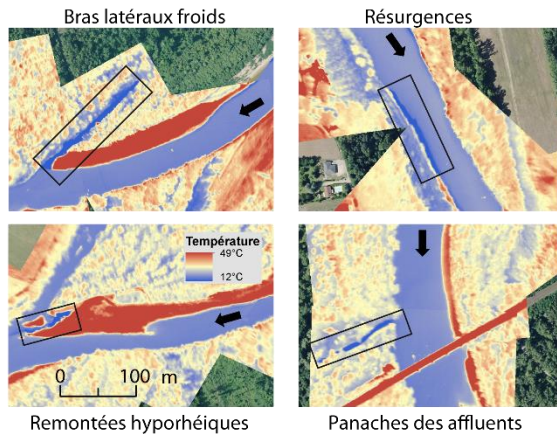 Bras latéraux froids
Résurgences
Température
49°C
12°C
0 100 m
Remontées hyporhéiques
Panaches des affluents